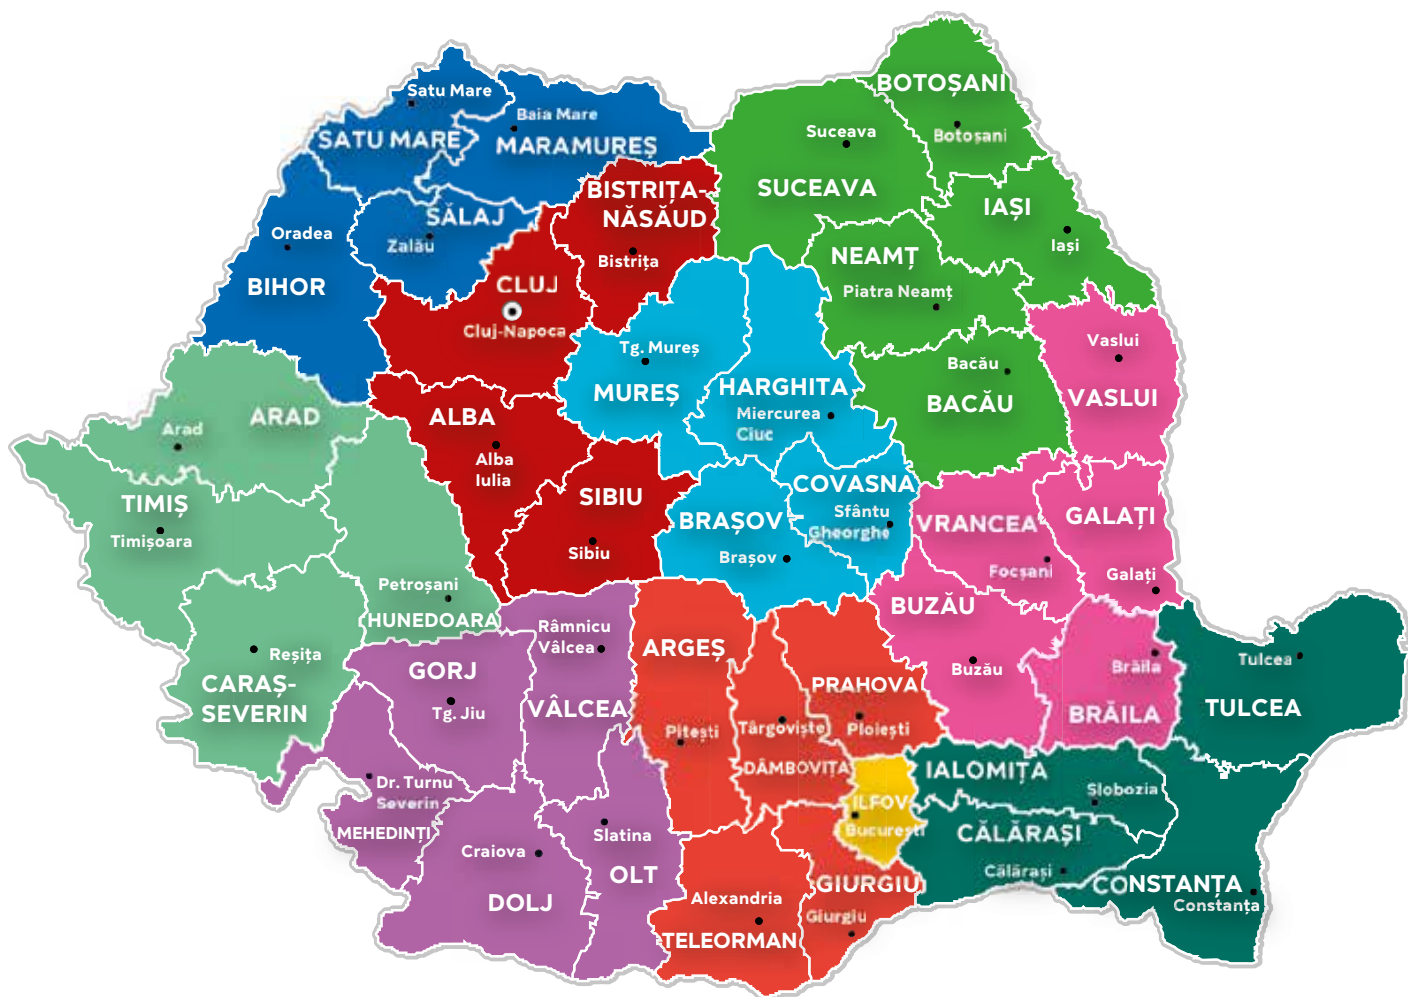 BOTOȘANI
Botoșani
Satu Mare
SATU MARE
Baia Mare
MARAMUREȘ
Suceava
SUCEAVA
BISTRIȚA-
NĂSĂUD
Bistrița
IAȘI
Iași
SĂLAJ
Zalău
Oradea
BIHOR
NEAMȚ
Piatra Neamț
CLUJ
Cluj-Napoca
Tg. Mureș
MUREȘ
HARGHITA
Miercurea
Ciuc
Bacău
BACĂU
Vaslui
VASLUI
ARAD
Arad
ALBA
Alba
Iulia
TIMIȘ
Timișoara
SIBIU
Sibiu
BRAȘOV
Brașov
COVASNA
Sfântu
Gheorghe
VRANCEA
Focșani
GALAȚI
Galați
Petroșani
HUNEDOARA
BUZĂU
Buzău
Reșița
CARAȘ-
SEVERIN
GORJ
Tg. Jiu
Râmnicu
Vâlcea
VÂLCEA
ARGEȘ
Pitești
PRAHOVA
Ploiești
Târgoviște
DÂMBOVIȚA
Brăila
BRĂILA
Tulcea
TULCEA
Dr. Turnu
Severin
MEHEDINȚI
Craiova
DOLJ
Slatina
OLT
ILFOV
București
IALOMIȚA
Slobozia
CĂLĂRAȘI
Călărași
CONSTANȚA
Constanța
Alexandria
TELEORMAN
GIURGIU
Giurgiu